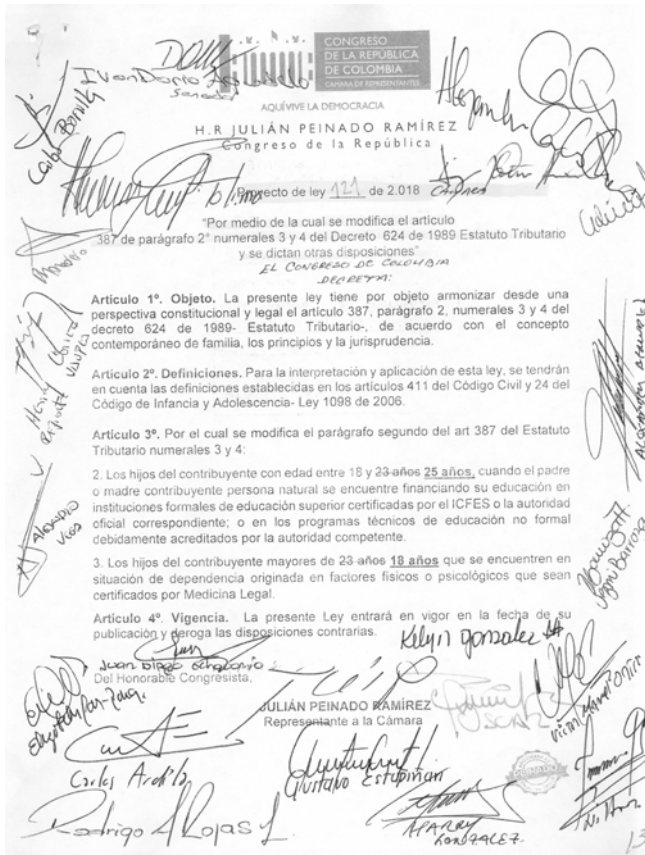 CONGRESO
DE LA REPÚBLICA
DE COLOMBIA
CÁMARA DE REPRESENTANTES
AQUÍVIVE LA DEMOCRACIA
H.R JULIÁN PEINADO RAMÍREZ
Congreso de la República
Proyecto de ley 121 de 2.018
"Por medio de la cual se modifica el artículo
387 de parágrafo 2° numerales 3 y 4 del Decreto 624 de 1989 Estatuto Tributario
y se dictan otras disposiciones"
EL CONGRESO DE COLOMBIA
DECRETA:
Artículo 1º. Objeto. La presente ley tiene por objeto armonizar desde una
perspectiva constitucional y legal el artículo 387, parágrafo 2, numerales 3 y 4 del
decreto 624 de 1989- Estatuto Tributario-, de acuerdo con el concepto
contemporáneo de familia, los principios y la jurisprudencia.
Artículo 2º. Definiciones. Para la interpretación y aplicación de esta ley, se tendrán
en cuenta las definiciones establecidas en los artículos 411 del Código Civil y 24 del
Código de Infancia y Adolescencia- Ley 1098 de 2006.
Artículo 3º. Por el cual se modifica el parágrafo segundo del art 387 del Estatuto
Tributario numerales 3 y 4:
2. Los hijos del contribuyente con edad entre 18 y 23 años 25 años, cuando el padre
o madre contribuyente persona natural se encuentre financiando su educación en
instituciones formales de educación superior certificadas por el ICFES o la autoridad
oficial correspondiente; o en los programas técnicos de educación no formal
debidamente acreditados por la autoridad competente.
3. Los hijos del contribuyente mayores de 23 años 18 años que se encuentren en
situación de dependencia originada en factores físicos o psicológicos que sean
certificados por Medicina Legal.
Artículo 4º. Vigencia. La presente Ley entrará en vigor en la fecha de su
publicación y deroga las disposiciones contrarias.
Kelyn Gonzalez
Juan Diego Echavarría
Del Honorable Congresista,
JULIÁN PEINADO RAMÍREZ
Representante a la Cámara
Oscar
Carlos Ardila
Gustavo Estupiñan
Rodrigo A Rojas L.
Aparry Gonzalez
Alejandro
Vega
Carlos Bonilla
Senador
Tolima
Vaupés
13